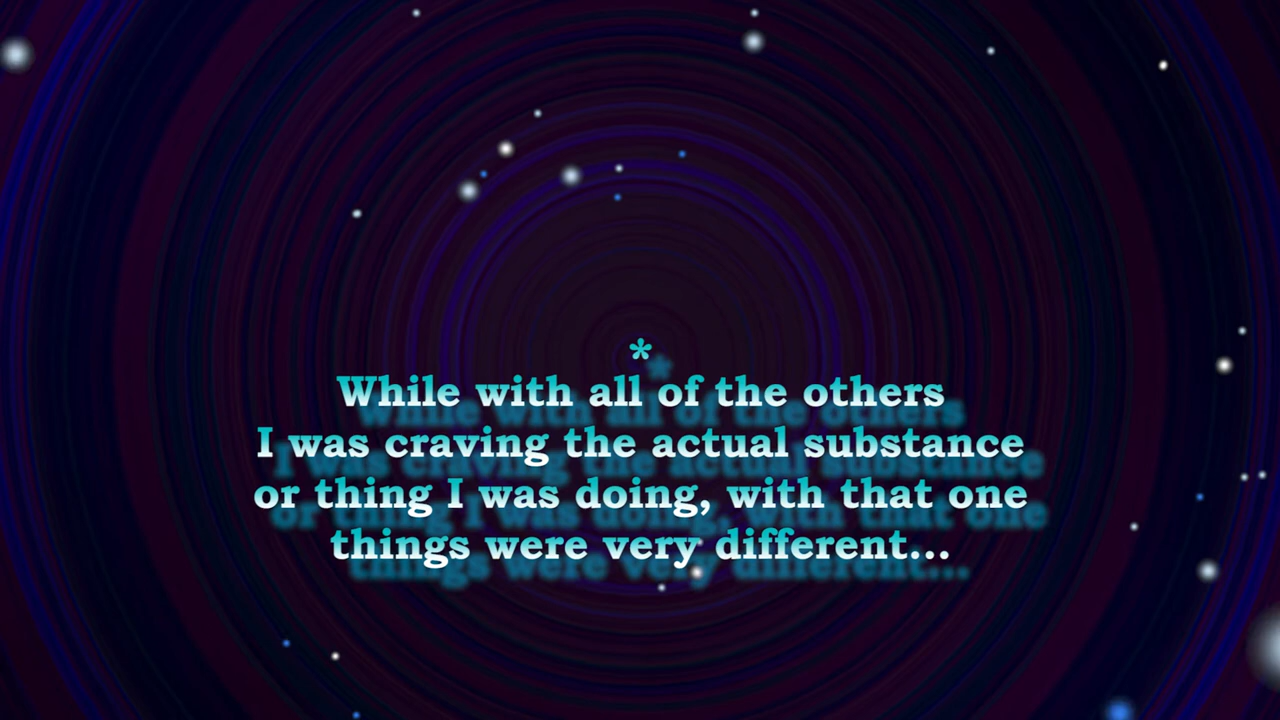 *
While with all of the others
I was craving the actual substance
or thing I was doing, with that one
things were very different...